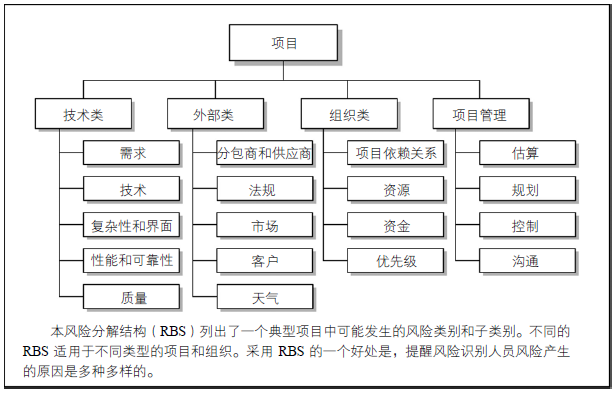 项目
技术类 外部类 组织类 项目管理
需求 分包商和供应商 项目依赖关系 估算
技术 法规 资源 规划
复杂性和界面 市场 资金 控制
性能和可靠性 客户 优先级 沟通
质量 天气
本风险分解结构（RBS）列出了一个典型项目中可能发生的风险类别和子类别。不同的
RBS 适用于不同类型的项目和组织。采用 RBS 的一个好处是，提醒风险识别人员风险产生
的原因是多种多样的。